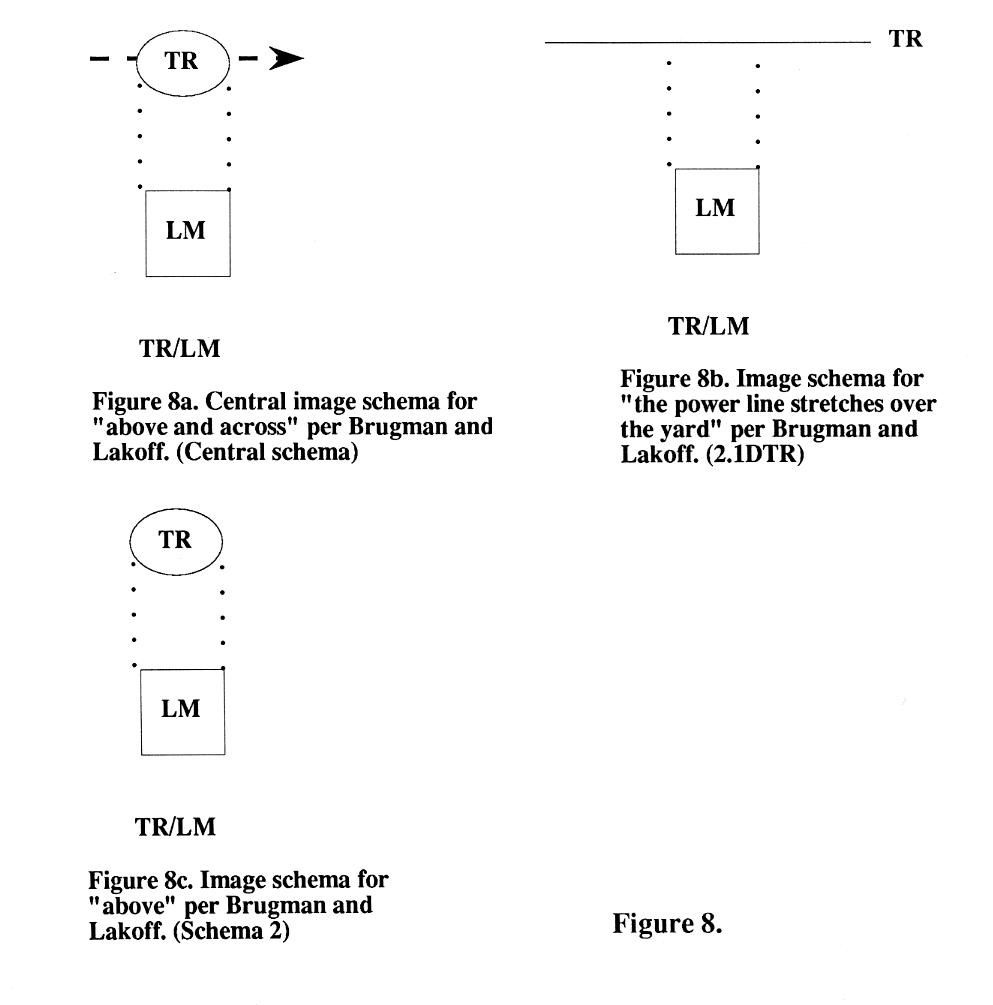 TR
LM
TR/LM
Figure 8a. Central image schema for
"above and across" per Brugman and
Lakoff. (Central schema)
TR
LM
TR/LM
Figure 8b. Image schema for
"the power line stretches over
the yard" per Brugman and
Lakoff. (2.1DTR)
TR
LM
TR/LM
Figure 8c. Image schema for
"above" per Brugman and
Lakoff. (Schema 2)
Figure 8.